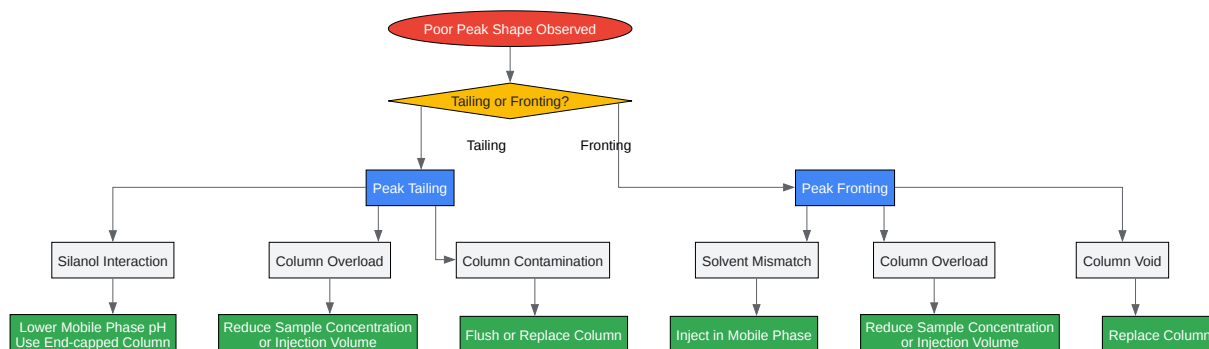 Poor Peak Shape Observed
Tailing or Fronting?
Tailing
Fronting
Peak Tailing
Peak Fronting
Silanol Interaction
Column Overload
Column Contamination
Solvent Mismatch
Column Overload
Column Void
Lower Mobile Phase pH
Use End-capped Column
Reduce Sample Concentration
or Injection Volume
Flush or Replace Column
Inject in Mobile Phase
Reduce Sample Concentration
or Injection Volume
Replace Column